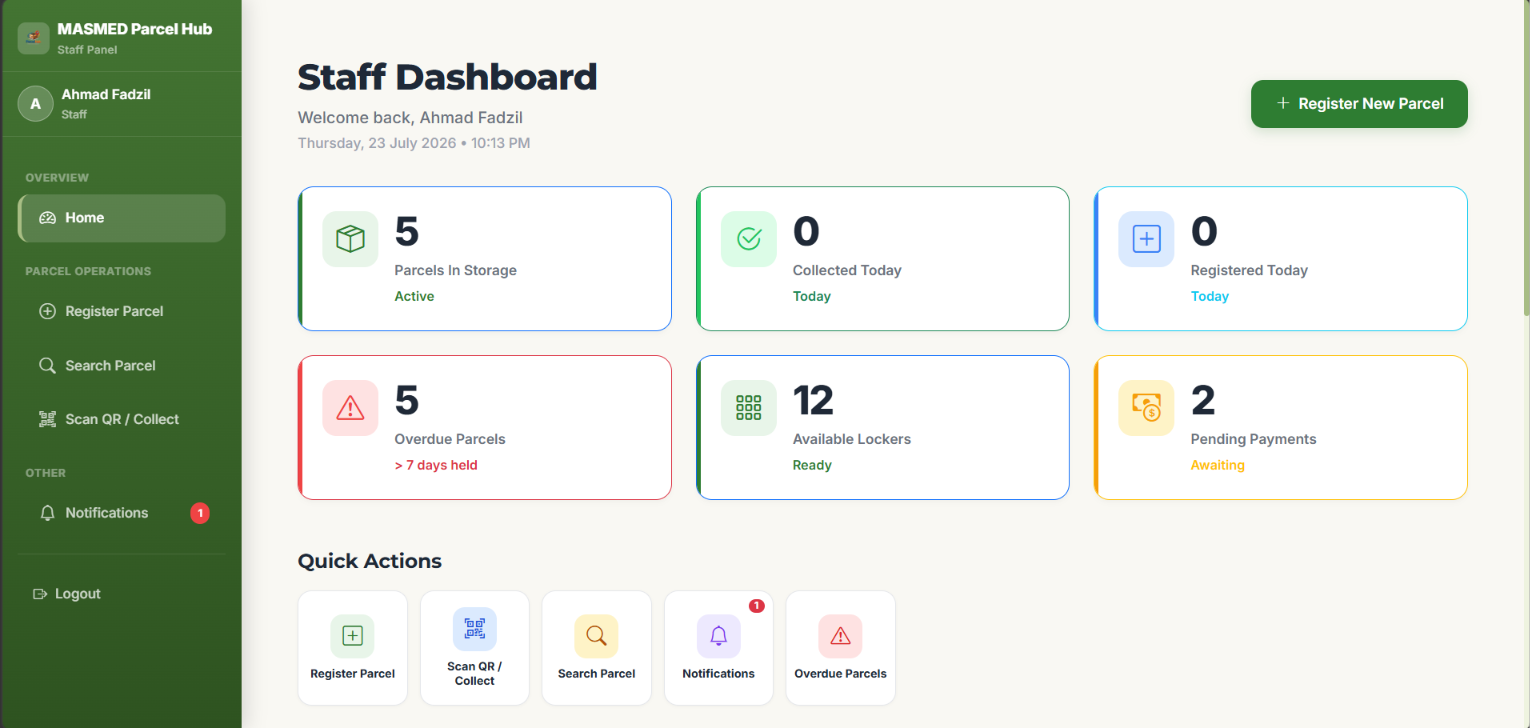 MASMED Parcel Hub
Staff Panel
A
Ahmad Fadzil
Staff
OVERVIEW
Home
PARCEL OPERATIONS
Register Parcel
Search Parcel
Scan QR / Collect
OTHER
Notifications
1
Logout
Staff Dashboard
Welcome back, Ahmad Fadzil
Thursday, 23 July 2026 • 10:13 PM
+ Register New Parcel
5
Parcels In Storage
Active
0
Collected Today
Today
0
Registered Today
Today
5
Overdue Parcels
> 7 days held
12
Available Lockers
Ready
2
Pending Payments
Awaiting
Quick Actions
Register Parcel
Scan QR /
Collect
Search Parcel
1
Notifications
Overdue Parcels